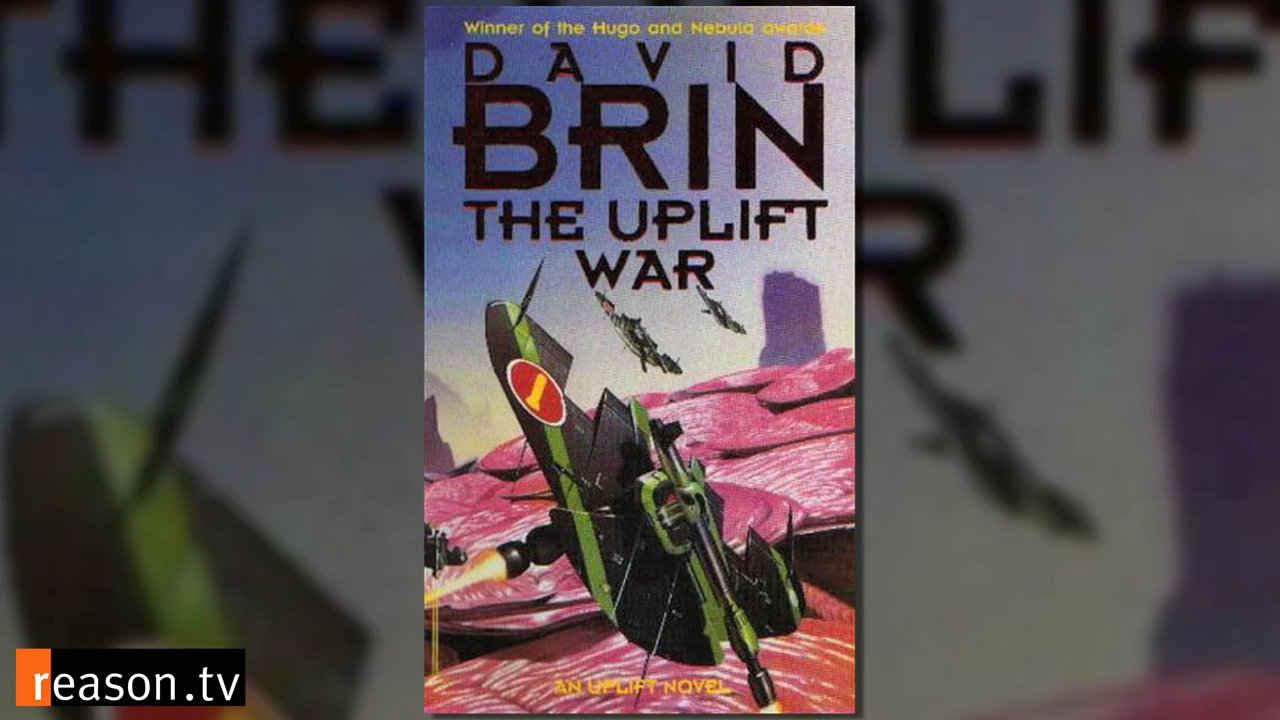 Winner of the Hugo and Nebula awards
DAVID
BRIN
THE UPLIFT
WAR
AN UPLIFT NOVEL
reason.tv